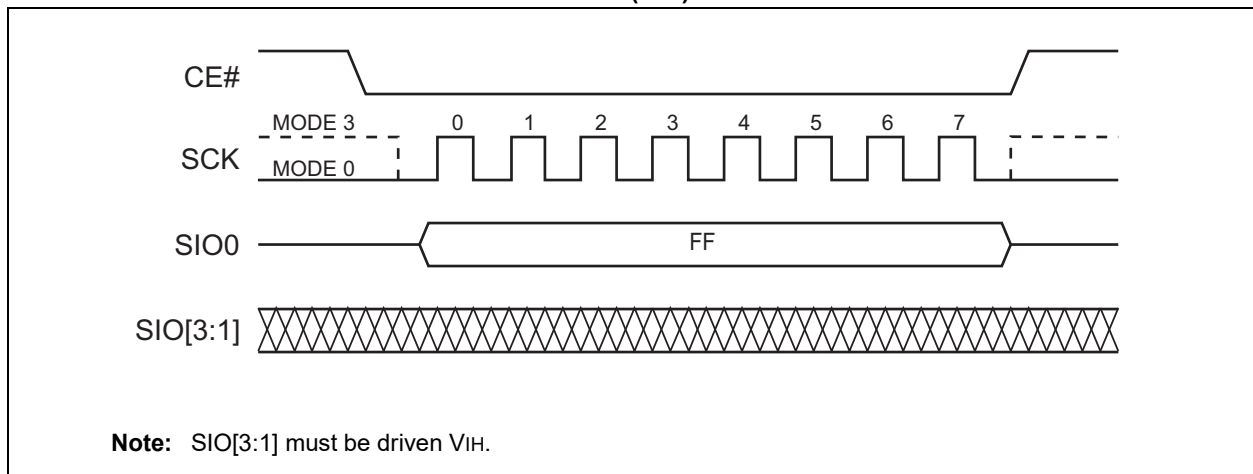 CE#
MODE 3 0 1 2 3 4 5 6 7
SCK
MODE 0
SIO0 FF
SIO[3:1]
Note: SIO[3:1] must be driven VIH.